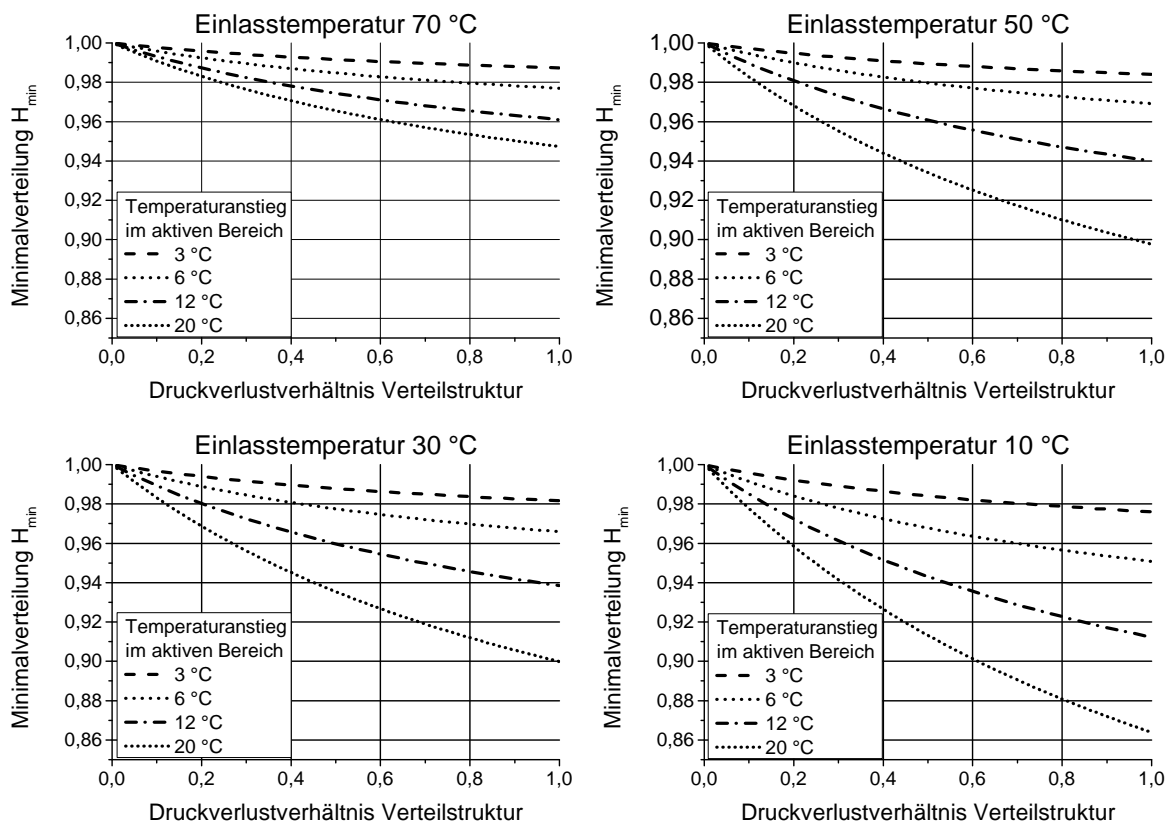 Einlasstemperatur 70 °C
Minimalverteilung Hmin
1,00
0,98
0,96
0,94
0,92
0,90
0,88
0,86
Temperaturanstieg
im aktiven Bereich
3 °C
6 °C
12 °C
20 °C
0,0 0,2 0,4 0,6 0,8 1,0
Druckverlustverhältnis Verteilstruktur
Einlasstemperatur 50 °C
Minimalverteilung Hmin
1,00
0,98
0,96
0,94
0,92
0,90
0,88
0,86
Temperaturanstieg
im aktiven Bereich
3 °C
6 °C
12 °C
20 °C
0,0 0,2 0,4 0,6 0,8 1,0
Druckverlustverhältnis Verteilstruktur
Einlasstemperatur 30 °C
Minimalverteilung Hmin
1,00
0,98
0,96
0,94
0,92
0,90
0,88
0,86
Temperaturanstieg
im aktiven Bereich
3 °C
6 °C
12 °C
20 °C
0,0 0,2 0,4 0,6 0,8 1,0
Druckverlustverhältnis Verteilstruktur
Einlasstemperatur 10 °C
Minimalverteilung Hmin
1,00
0,98
0,96
0,94
0,92
0,90
0,88
0,86
Temperaturanstieg
im aktiven Bereich
3 °C
6 °C
12 °C
20 °C
0,0 0,2 0,4 0,6 0,8 1,0
Druckverlustverhältnis Verteilstruktur